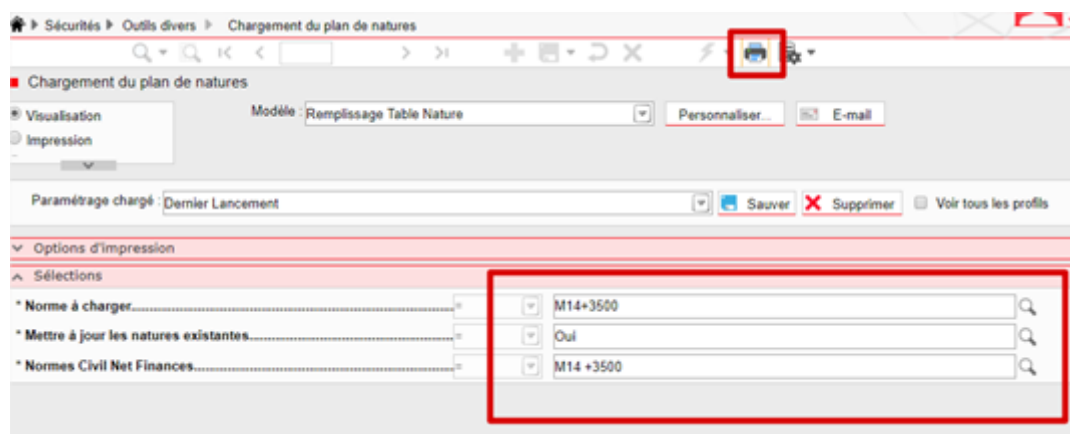 Sécurités Outils divers Chargement du plan de natures
Chargement du plan de natures
Visualisation Modèle : Remplissage Table Nature Personnaliser... E-mail
Impression
Paramétrage chargé : Dernier Lancement Sauver Supprimer Voir tous les profils
Options d'impression
Sélections
* Norme à charger = M14+3500
* Mettre à jour les natures existantes = Oui
* Normes Civil Net Finances = M14 +3500